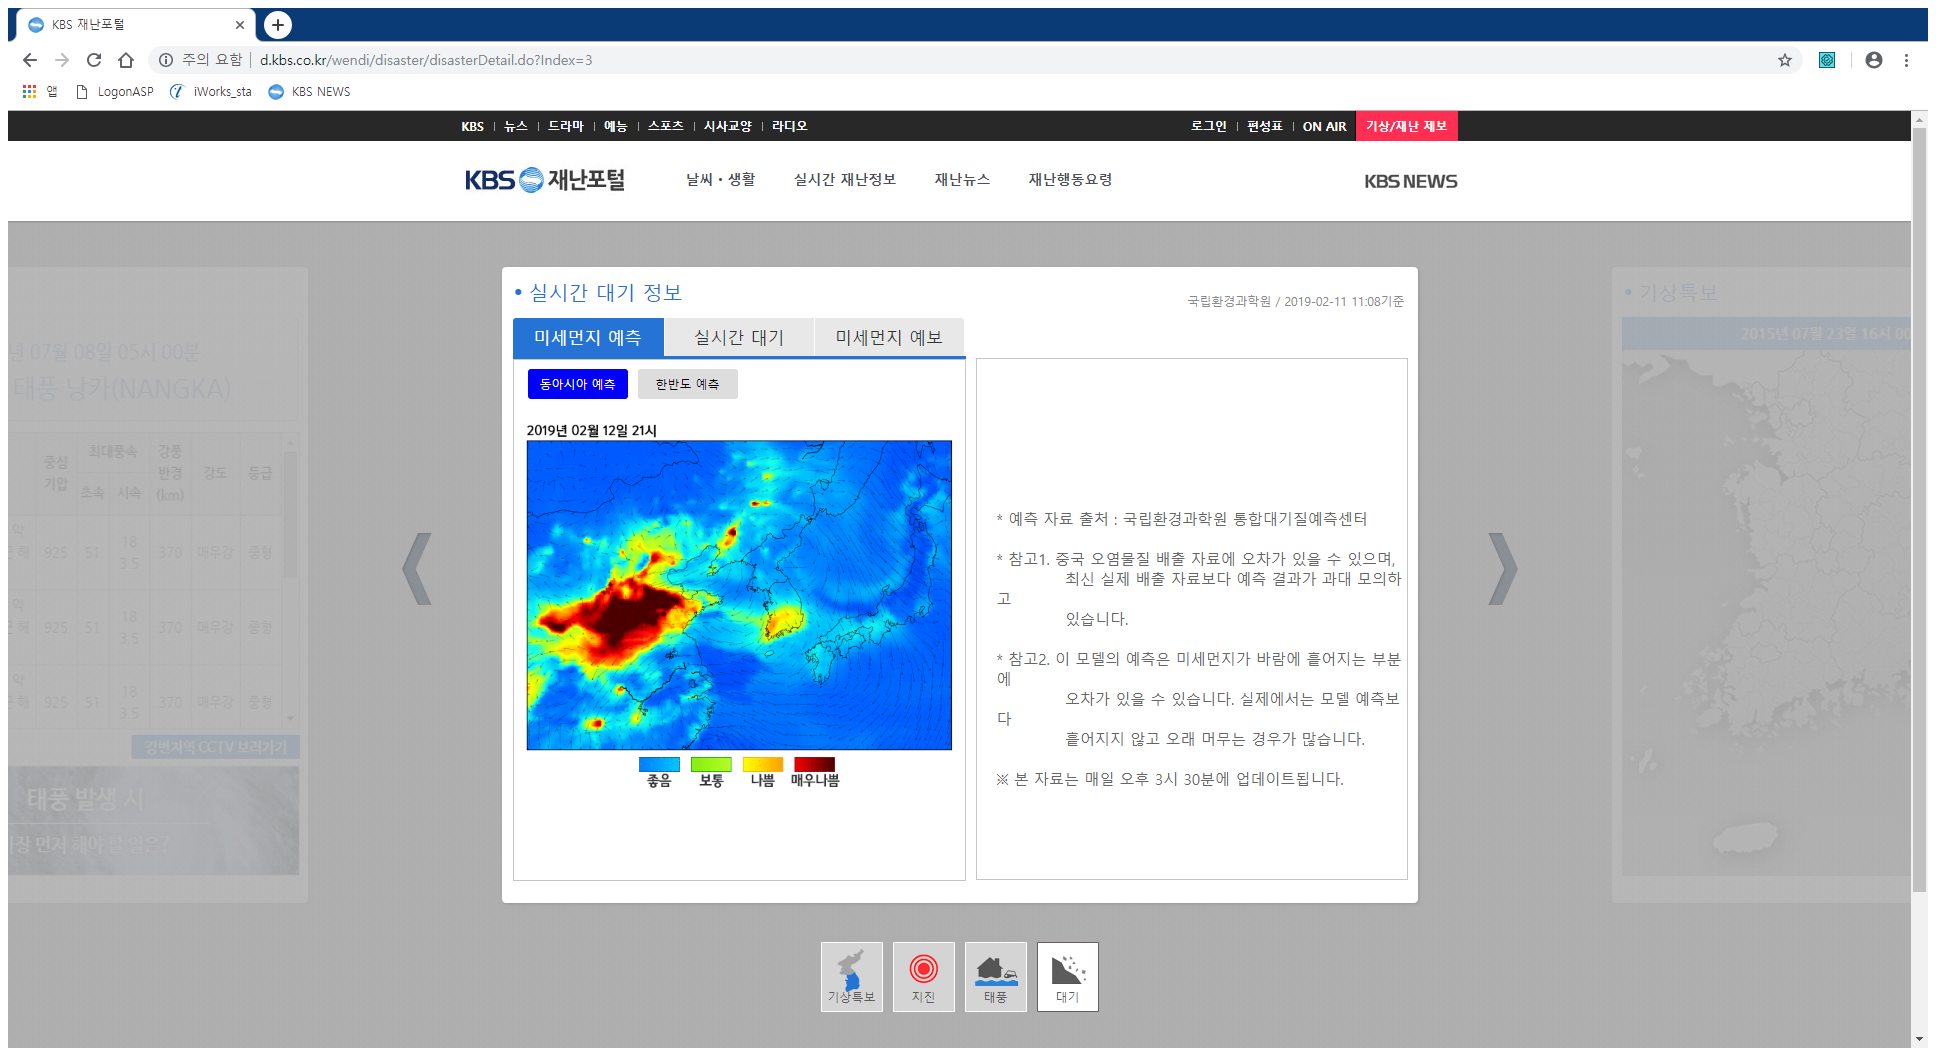 KBS 재난포털
주의 요함 | d.kbs.co.kr/wendi/disaster/disasterDetail.do?Index=3
앱 LogonASP iWorks_sta KBS NEWS
KBS | 뉴스 | 드라마 | 예능 | 스포츠 | 시사교양 | 라디오
로그인 | 편성표 | ON AIR 기상/재난 제보
KBS 재난포털 날씨・생활 실시간 재난정보 재난뉴스 재난행동요령 KBS NEWS
년 07월 08일 05시 00분
태풍 낭카(NANGKA)
중심 기압 최대풍속 초속 시속 강풍 반경 (km) 강도 등급
약
해 925 51 18 3.5 370 매우강 중형
약
해 925 51 18 3.5 370 매우강 중형
약
해 925 51 18 3.5 370 매우강 중형
강변지역 CCTV 보러가기
태풍 발생 시
장 먼저 해야 할 일은?
• 실시간 대기 정보
국립환경과학원 / 2019-02-11 11:08기준
미세먼지 예측 실시간 대기 미세먼지 예보
동아시아 예측 한반도 예측
2019년 02월 12일 21시
좋음 보통 나쁨 매우나쁨
* 예측 자료 출처 : 국립환경과학원 통합대기질예측센터
* 참고1. 중국 오염물질 배출 자료에 오차가 있을 수 있으며,
최신 실제 배출 자료보다 예측 결과가 과대 모의하
고
있습니다.
* 참고2. 이 모델의 예측은 미세먼지가 바람에 흩어지는 부분
에
오차가 있을 수 있습니다. 실제에서는 모델 예측보
다
흩어지지 않고 오래 머무는 경우가 많습니다.
※ 본 자료는 매일 오후 3시 30분에 업데이트됩니다.
• 기상특보
2015년 07월 23일 16시 00
기상특보 지진 태풍 대기